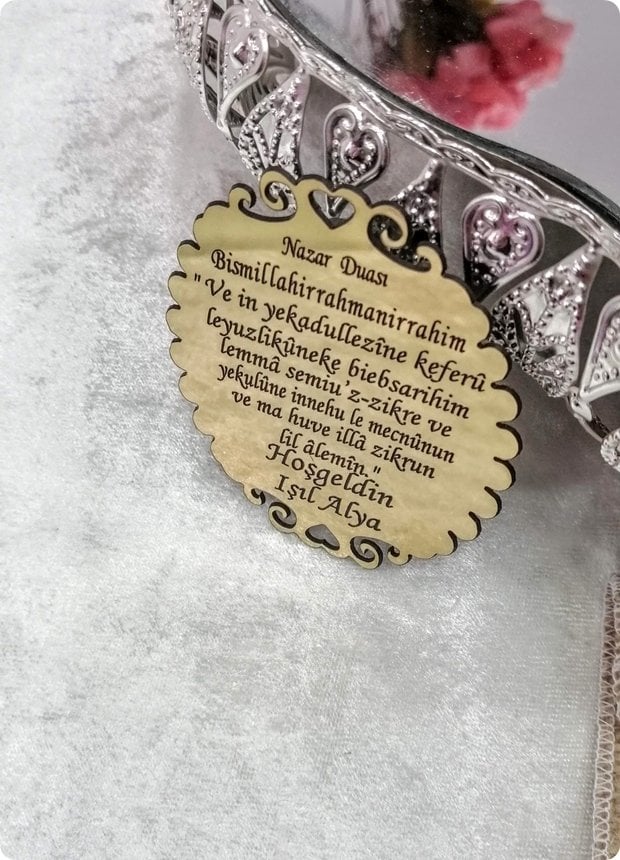 Nazar Duası
Bismillahirrahmanirrahim
"Ve in yekadullezîne keferû
leyuzlîkûneke biebsarihim
lemmâ semiu'z-zikre ve
yekulûne innehu le mecnûnun
ve ma huve illâ zikrun
lil âlemîn."
Hoşgeldin
Işıl Alya